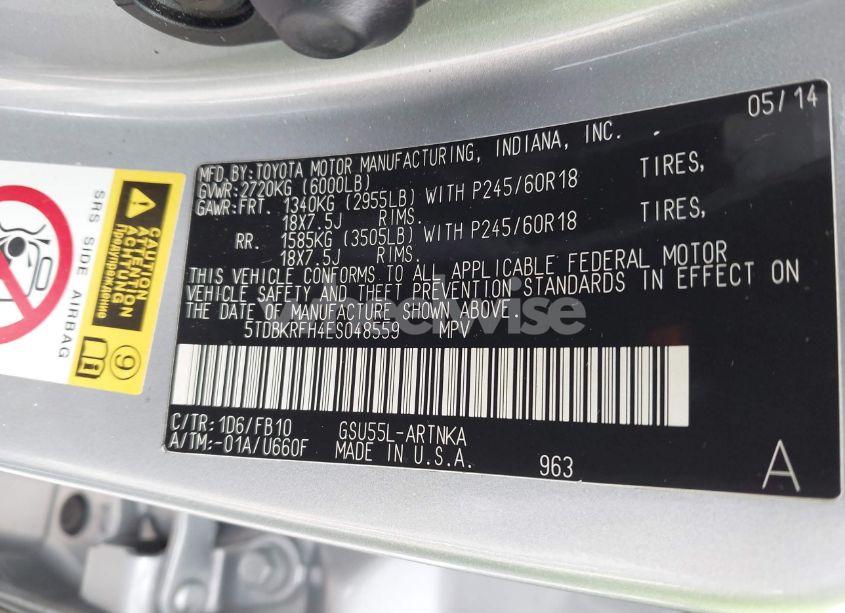 05/14
MFD.BY:TOYOTA MOTOR MANUFACTURING, INDIANA, INC.
GVWR:2720KG (6000LB)
GAWR:FRT. 1340KG (2955LB) WITH P245/60R18 TIRES,
18X7.5J RIMS.
RR. 1585KG (3505LB) WITH P245/60R18 TIRES,
18X7.5J RIMS.
THIS VEHICLE CONFORMS TO ALL APPLICABLE FEDERAL MOTOR
VEHICLE SAFETY AND THEFT PREVENTION STANDARDS IN EFFECT ON
THE DATE OF MANUFACTURE SHOWN ABOVE.
5TDBKRFH4ES048559 MPV
C/TR: 1D6/FB10 GSU55L-ARTNKA
A/TM:-01A/U660F MADE IN U.S.A.
963 A
SRS SIDE AIRBAG
CAUTION
ATTENTION
ACHTUNG
Предупреждение
9